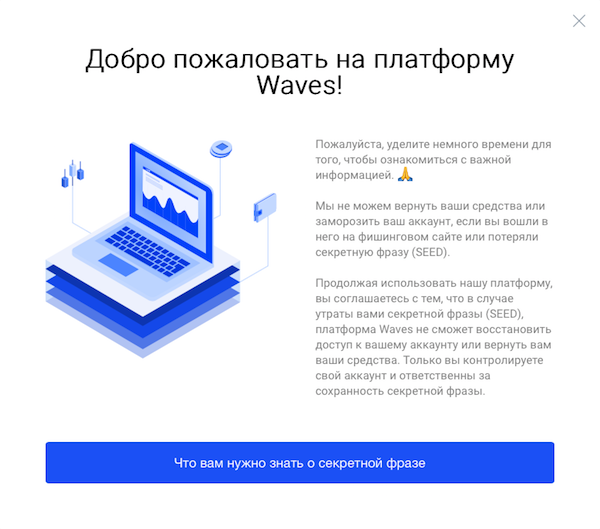 Добро пожаловать на платформу
Waves!
Пожалуйста, уделите немного времени для
того, чтобы ознакомиться с важной
информацией. 🙏
Мы не можем вернуть ваши средства или
заморозить ваш аккаунт, если вы вошли в
него на фишинговом сайте или потеряли
секретную фразу (SEED).
Продолжая использовать нашу платформу,
вы соглашаетесь с тем, что в случае
утраты вами секретной фразы (SEED),
платформа Waves не сможет восстановить
доступ к вашему аккаунту или вернуть вам
ваши средства. Только вы контролируете
свой аккаунт и ответственны за
сохранность секретной фразы.
Что вам нужно знать о секретной фразе